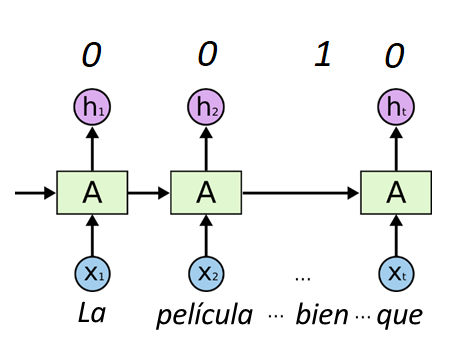 0 0 1 0
h₁ h₂ hₜ
A A A
x₁ x₂ ... xₜ
La película ... bien ... que